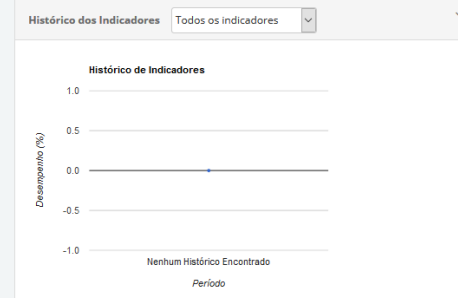 Histórico dos Indicadores Todos os indicadores
Histórico de Indicadores
1.0
0.5
0.0
-0.5
-1.0
Desempenho (%)
Nenhum Histórico Encontrado
Período